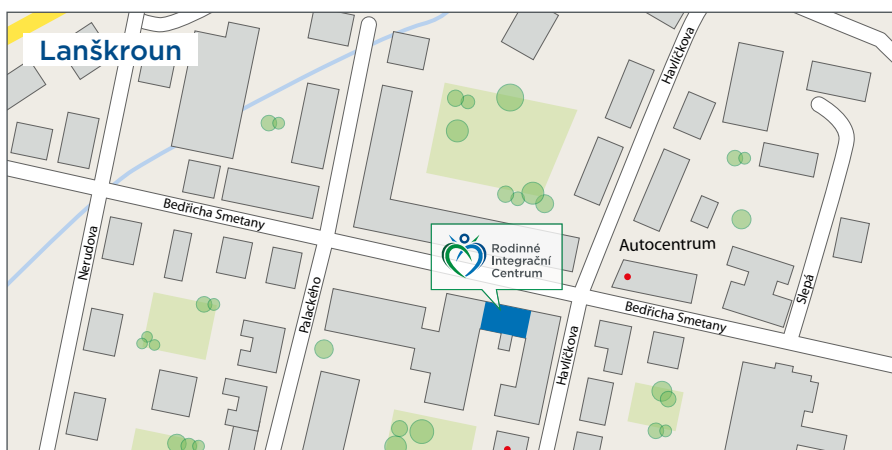 Lanškroun
Havlíčkova
Bedřicha Smetany
Nerudova
Palackého
Rodinné
Integrační
Centrum
Autocentrum
Slepá
Bedřicha Smetany
Havlíčkova